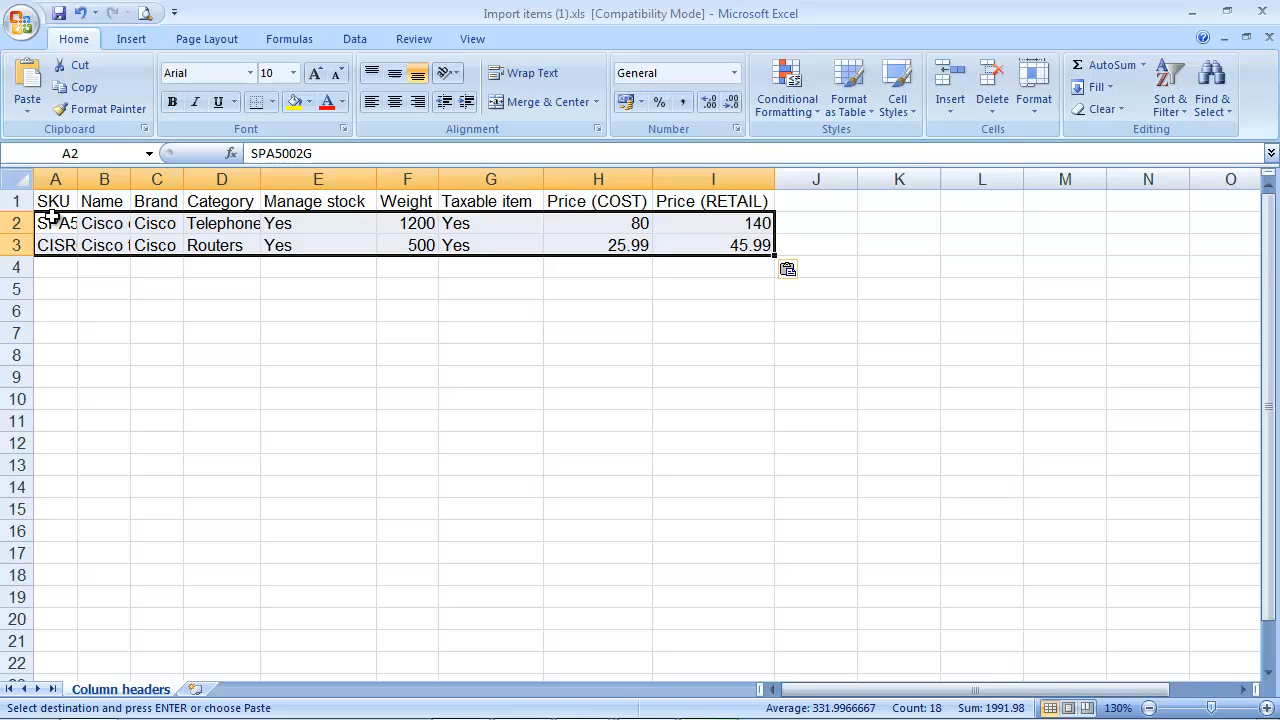 Import items (1).xls [Compatibility Mode] - Microsoft Excel
Home Insert Page Layout Formulas Data Review View
Paste
Cut
Copy
Format Painter
Clipboard
Arial 10
B I U
Font
Wrap Text
Merge & Center
Alignment
General
Number
Conditional Formatting
Format as Table
Cell Styles
Styles
Insert Delete Format
Cells
AutoSum
Fill
Clear
Sort & Filter
Find & Select
Editing
A2 fx SPA5002G
A B C D E F G H I J K L M N O
1 SKU Name Brand Category Manage stock Weight Taxable item Price (COST) Price (RETAIL)
2 SPA5 Cisco Cisco Telephone Yes 1200 Yes 80 140
3 CISR Cisco Cisco Routers Yes 500 Yes 25.99 45.99
4
5
6
7
8
9
10
11
12
13
14
15
16
17
18
19
20
21
22
Column headers
Select destination and press ENTER or choose Paste Average: 331.9966667 Count: 18 Sum: 1991.98 130%